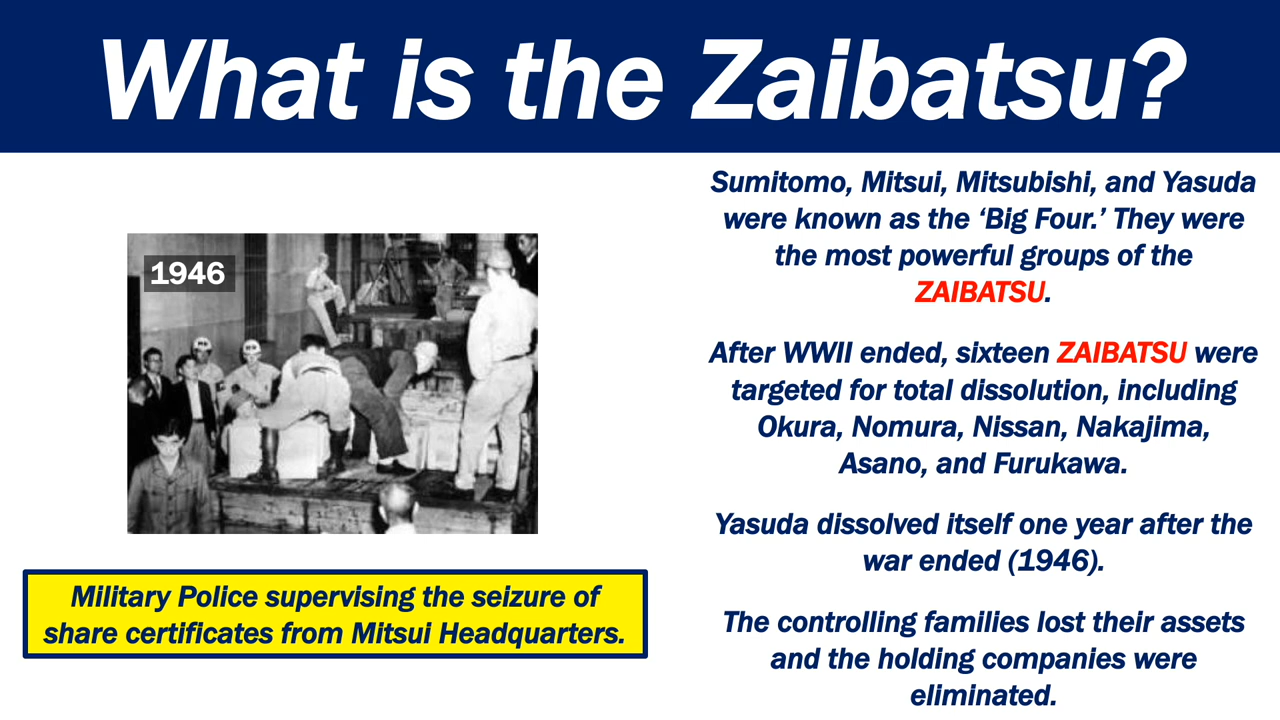 What is the Zaibatsu?
1946
Military Police supervising the seizure of
share certificates from Mitsui Headquarters.
Sumitomo, Mitsui, Mitsubishi, and Yasuda
were known as the ‘Big Four.’ They were
the most powerful groups of the
ZAIBATSU.
After WWII ended, sixteen ZAIBATSU were
targeted for total dissolution, including
Okura, Nomura, Nissan, Nakajima,
Asano, and Furukawa.
Yasuda dissolved itself one year after the
war ended (1946).
The controlling families lost their assets
and the holding companies were
eliminated.